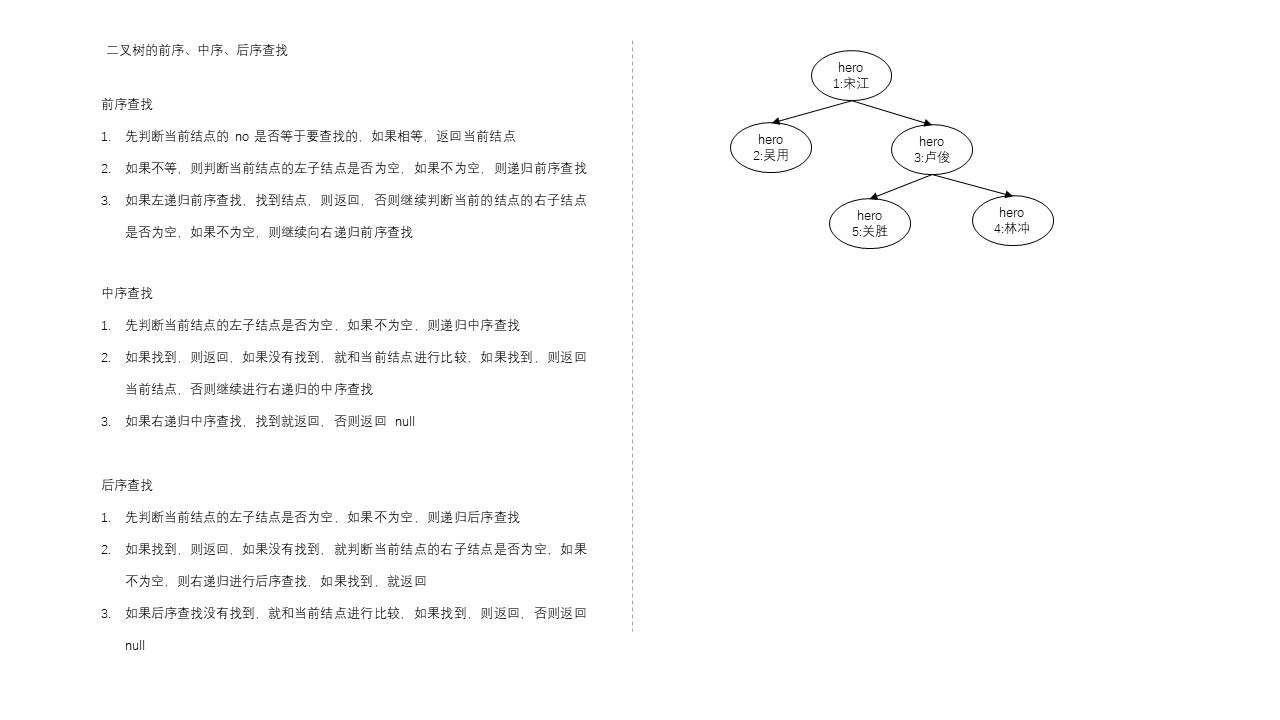 二叉树的前序、中序、后序查找
前序查找
1. 先判断当前结点的 no 是否等于要查找的，如果相等，返回当前结点
2. 如果不等，则判断当前结点的左子结点是否为空，如果不为空，则递归前序查找
3. 如果左递归前序查找，找到结点，则返回，否则继续判断当前的结点的右子结点
是否为空，如果不为空，则继续向右递归前序查找
中序查找
1. 先判断当前结点的左子结点是否为空，如果不为空，则递归中序查找
2. 如果找到，则返回，如果没有找到，就和当前结点进行比较，如果找到，则返回
当前结点，否则继续进行右递归的中序查找
3. 如果右递归中序查找，找到就返回，否则返回 null
后序查找
1. 先判断当前结点的左子结点是否为空，如果不为空，则递归后序查找
2. 如果找到，则返回，如果没有找到，就判断当前结点的右子结点是否为空，如果
不为空，则右递归进行后序查找，如果找到，就返回
3. 如果后序查找没有找到，就和当前结点进行比较，如果找到，则返回，否则返回
null
hero
1:宋江
hero
2:吴用
hero
3:卢俊
hero
5:关胜
hero
4:林冲